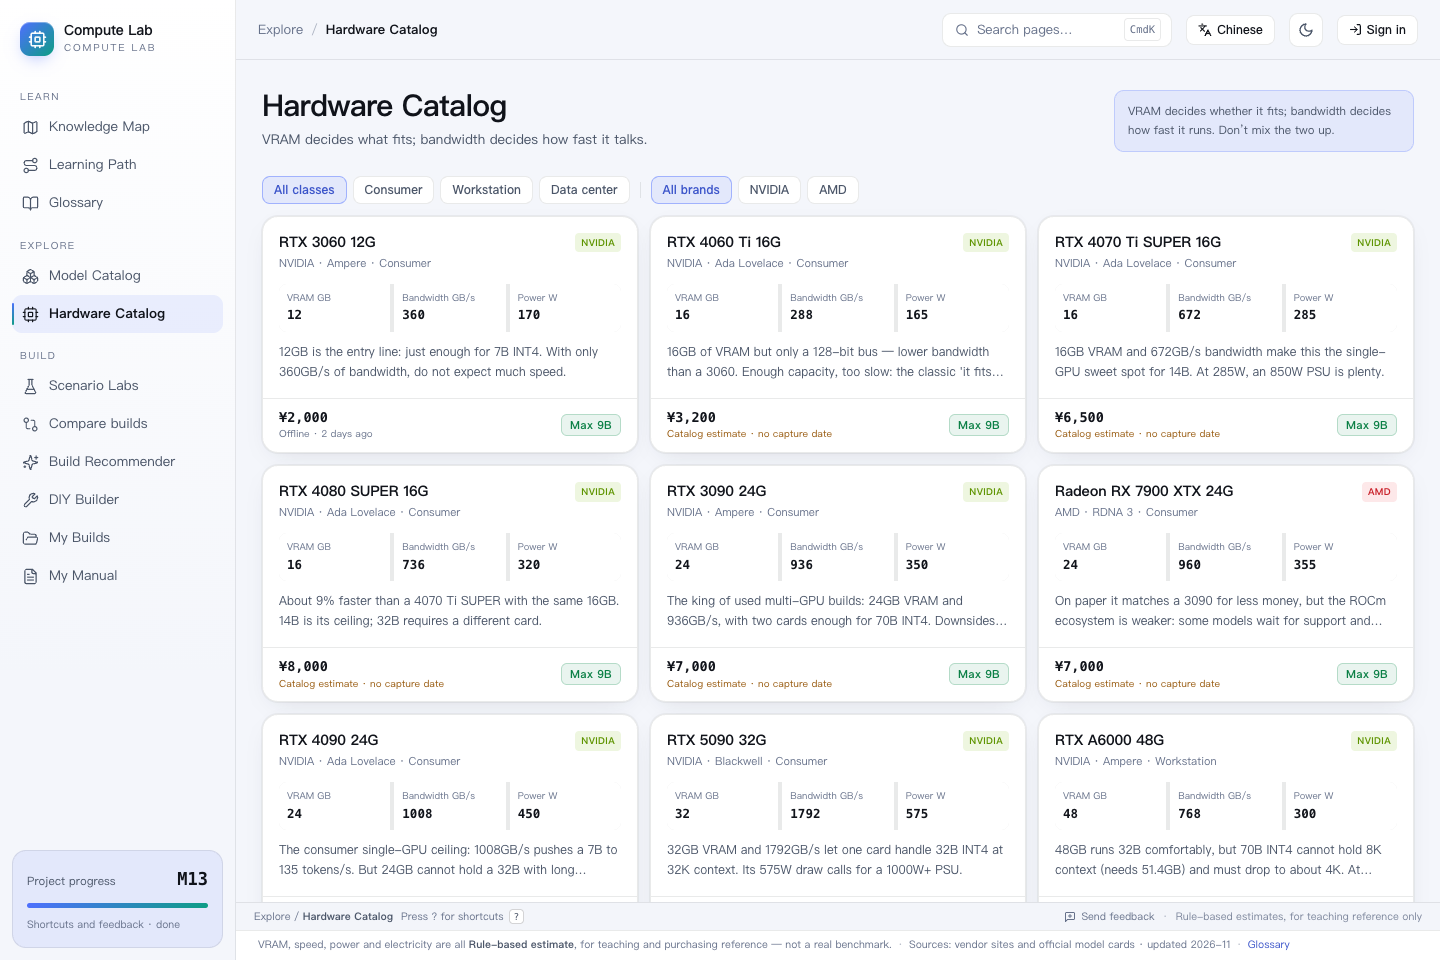 Compute Lab
COMPUTE LAB
LEARN
Knowledge Map
Learning Path
Glossary
EXPLORE
Model Catalog
Hardware Catalog
BUILD
Scenario Labs
Compare builds
Build Recommender
DIY Builder
My Builds
My Manual
Project progress M13
Shortcuts and feedback · done
Explore / Hardware Catalog
Search pages... CmdK
Chinese
Sign in
Hardware Catalog
VRAM decides what fits; bandwidth decides how fast it talks.
VRAM decides whether it fits; bandwidth decides
how fast it runs. Don't mix the two up.
All classes Consumer Workstation Data center All brands NVIDIA AMD
RTX 3060 12G NVIDIA
NVIDIA · Ampere · Consumer
VRAM GB Bandwidth GB/s Power W
12 360 170
12GB is the entry line: just enough for 7B INT4. With only
360GB/s of bandwidth, do not expect much speed.
¥2,000
Offline · 2 days ago
Max 9B
RTX 4060 Ti 16G NVIDIA
NVIDIA · Ada Lovelace · Consumer
VRAM GB Bandwidth GB/s Power W
16 288 165
16GB of VRAM but only a 128-bit bus — lower bandwidth
than a 3060. Enough capacity, too slow: the classic 'it fits...
¥3,200
Catalog estimate · no capture date
Max 9B
RTX 4070 Ti SUPER 16G NVIDIA
NVIDIA · Ada Lovelace · Consumer
VRAM GB Bandwidth GB/s Power W
16 672 285
16GB VRAM and 672GB/s bandwidth make this the single-
GPU sweet spot for 14B. At 285W, an 850W PSU is plenty.
¥6,500
Catalog estimate · no capture date
Max 9B
RTX 4080 SUPER 16G NVIDIA
NVIDIA · Ada Lovelace · Consumer
VRAM GB Bandwidth GB/s Power W
16 736 320
About 9% faster than a 4070 Ti SUPER with the same 16GB.
14B is its ceiling; 32B requires a different card.
¥8,000
Catalog estimate · no capture date
Max 9B
RTX 3090 24G NVIDIA
NVIDIA · Ampere · Consumer
VRAM GB Bandwidth GB/s Power W
24 936 350
The king of used multi-GPU builds: 24GB VRAM and
936GB/s, with two cards enough for 70B INT4. Downsides...
¥7,000
Catalog estimate · no capture date
Max 9B
Radeon RX 7900 XTX 24G AMD
AMD · RDNA 3 · Consumer
VRAM GB Bandwidth GB/s Power W
24 960 355
On paper it matches a 3090 for less money, but the ROCm
ecosystem is weaker: some models wait for support and...
¥7,000
Catalog estimate · no capture date
Max 9B
RTX 4090 24G NVIDIA
NVIDIA · Ada Lovelace · Consumer
VRAM GB Bandwidth GB/s Power W
24 1008 450
The consumer single-GPU ceiling: 1008GB/s pushes a 7B to
135 tokens/s. But 24GB cannot hold a 32B with long...
RTX 5090 32G NVIDIA
NVIDIA · Blackwell · Consumer
VRAM GB Bandwidth GB/s Power W
32 1792 575
32GB VRAM and 1792GB/s let one card handle 32B INT4 at
32K context. Its 575W draw calls for a 1000W+ PSU.
RTX A6000 48G NVIDIA
NVIDIA · Ampere · Workstation
VRAM GB Bandwidth GB/s Power W
48 768 300
48GB runs 32B comfortably, but 70B INT4 cannot hold 8K
context (needs 51.4GB) and must drop to about 4K. At...
Explore / Hardware Catalog Press ? for shortcuts ?
Send feedback · Rule-based estimates, for teaching reference only
VRAM, speed, power and electricity are all Rule-based estimate, for teaching and purchasing reference — not a real benchmark. · Sources: vendor sites and official model cards · updated 2026-11 · Glossary